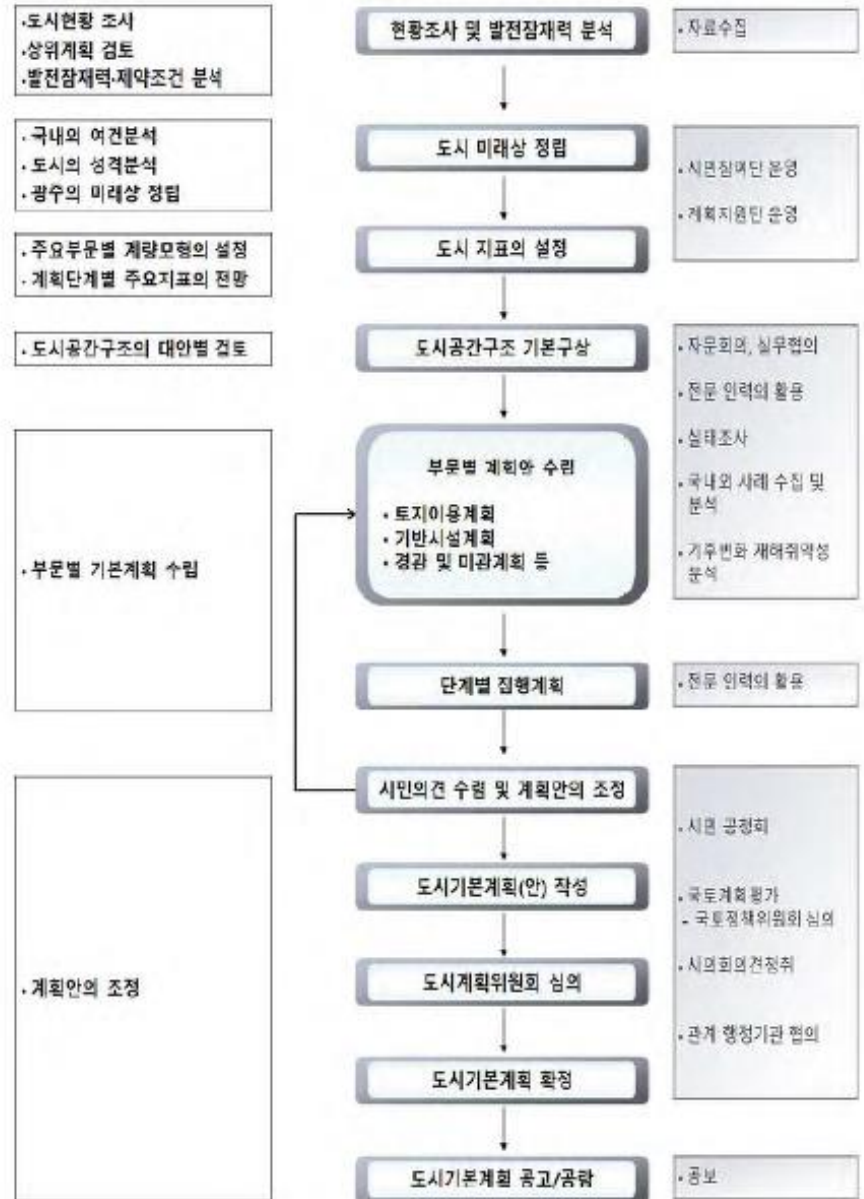 ·도시현황 조사
·상위계획 검토
·발전잠재력·제약조건 분석
현황조사 및 발전잠재력 분석
· 자료수집
· 국내외 여건분석
· 도시의 성격분석
· 광주의 미래상 정립
도시 미래상 정립
· 시민참여단 운영
· 계획지원단 운영
· 주요부문별 계량모형의 설정
· 계획단계별 주요지표의 전망
도시 지표의 설정
· 도시공간구조의 대안별 검토
도시공간구조 기본구상
· 자문회의, 실무협의
· 전문 인력의 활용
· 실태조사
· 국내외 사례 수집 및
분석
· 기후변화 재해취약성
분석
· 부문별 기본계획 수립
부문별 계획안 수립
· 토지이용계획
· 기반시설계획
· 경관 및 미관계획 등
단계별 집행계획
· 전문 인력의 활용
· 계획안의 조정
시민의견 수렴 및 계획안의 조정
도시기본계획(안) 작성
도시계획위원회 심의
도시기본계획 확정
도시기본계획 공고/공람
· 시민 공청회
· 국토계획평가
- 국토정책위원회 심의
· 시의회의견청취
· 관계 행정기관 협의
· 공보